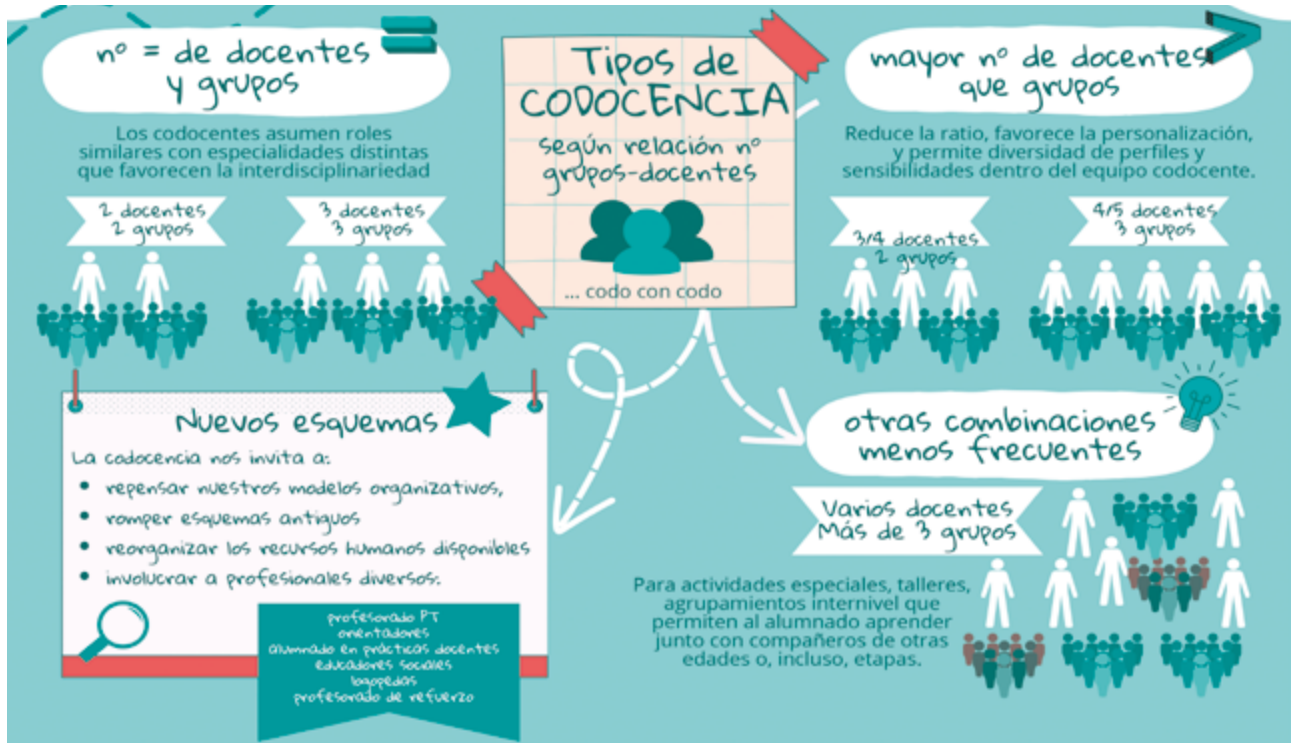 nº = de docentes
y grupos
Los codocentes asumen roles
similares con especialidades distintas
que favorecen la interdisciplinariedad
2 docentes
2 grupos
3 docentes
3 grupos
Tipos de
CODOCENCIA
según relación nº
grupos-docentes
... codo con codo
mayor nº de docentes
que grupos
Reduce la ratio, favorece la personalización,
y permite diversidad de perfiles y
sensibilidades dentro del equipo codocente.
3/4 docentes
2 grupos
4/5 docentes
3 grupos
Nuevos esquemas
La codocencia nos invita a:
• repensar nuestros modelos organizativos,
• romper esquemas antiguos
• reorganizar los recursos humanos disponibles
• involucrar a profesionales diversos:
profesorado PT
orientadores
alumnado en prácticas docentes
educadores sociales
logopedas
profesorado de refuerzo
otras combinaciones
menos frecuentes
Varios docentes
Más de 3 grupos
Para actividades especiales, talleres,
agrupamientos internivel que
permiten al alumnado aprender
junto con compañeros de otras
edades o, incluso, etapas.